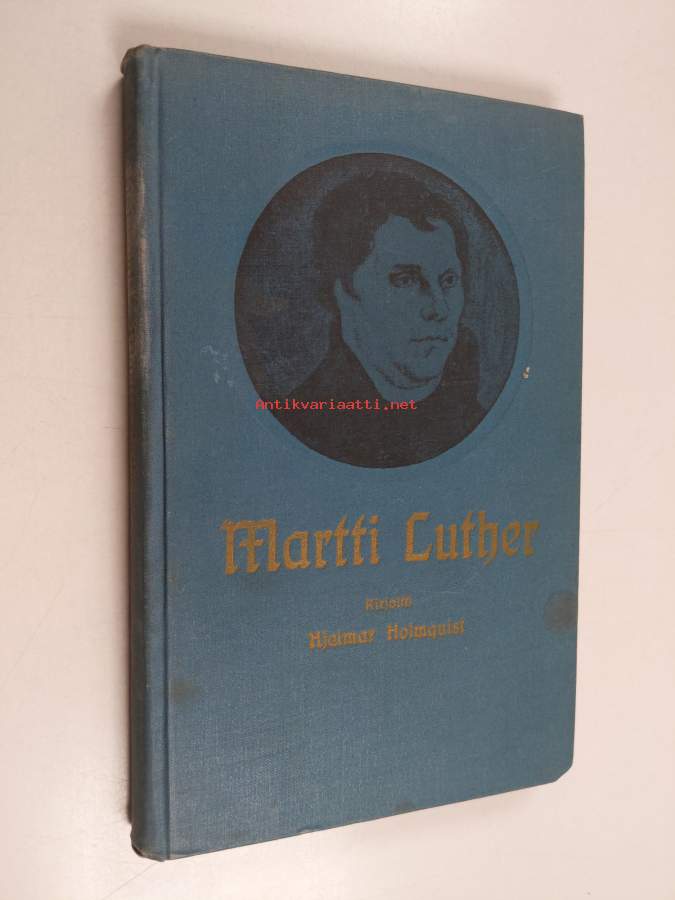 Antikvariaatti.net
Martti Luther
Kirjoitti
Hjalmar Holmquist